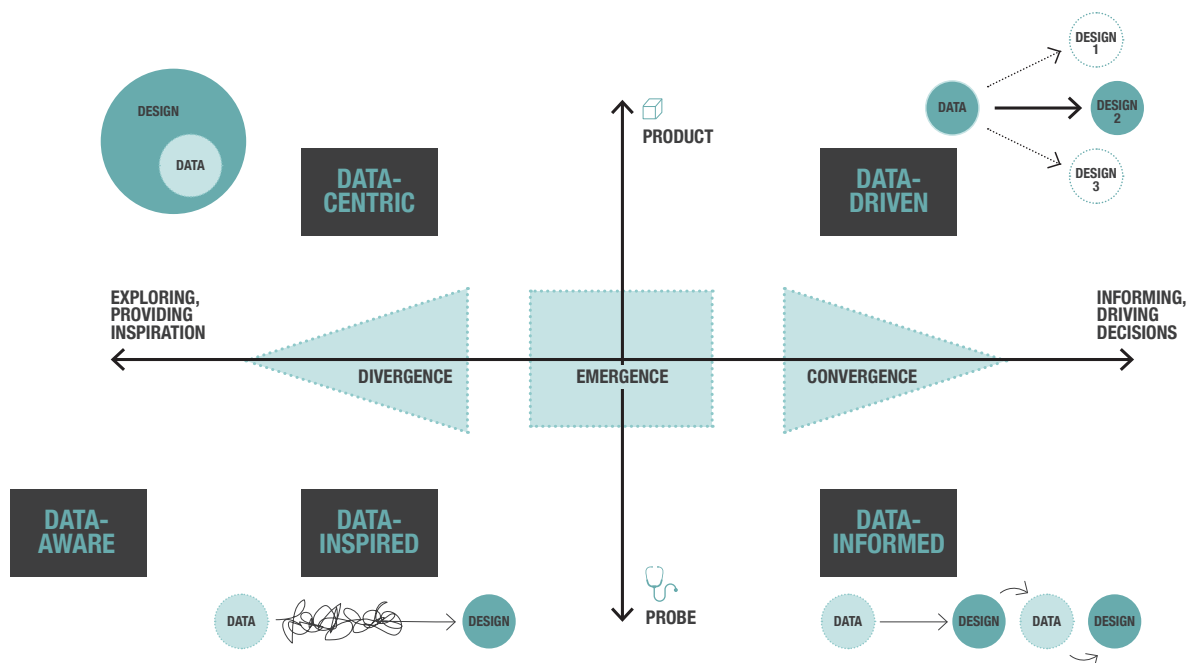 DESIGN
1
DATA
DESIGN
2
DESIGN
3
DESIGN
DATA
PRODUCT
DATA-
CENTRIC
DATA-
DRIVEN
EXPLORING,
PROVIDING
INSPIRATION
INFORMING,
DRIVING
DECISIONS
DIVERGENCE
EMERGENCE
CONVERGENCE
DATA-
AWARE
DATA-
INSPIRED
DATA-
INFORMED
PROBE
DATA
DESIGN
DATA
DESIGN
DATA
DESIGN